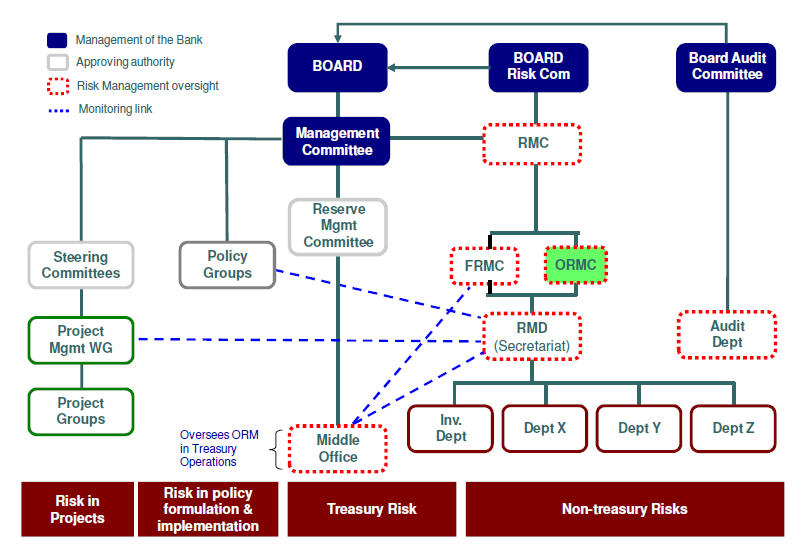 Management of the Bank
Approving authority
Risk Management oversight
Monitoring link
BOARD
BOARD
Risk Com
Board Audit
Committee
Management
Committee
RMC
Reserve
Mgmt
Committee
Steering
Committees
Policy
Groups
FRMC
ORMC
Project
Mgmt WG
RMD
(Secretariat)
Audit
Dept
Project
Groups
Oversees ORM
in Treasury
Operations
Middle
Office
Inv.
Dept
Dept X
Dept Y
Dept Z
Risk in
Projects
Risk in policy
formulation &
implementation
Treasury Risk
Non-treasury Risks